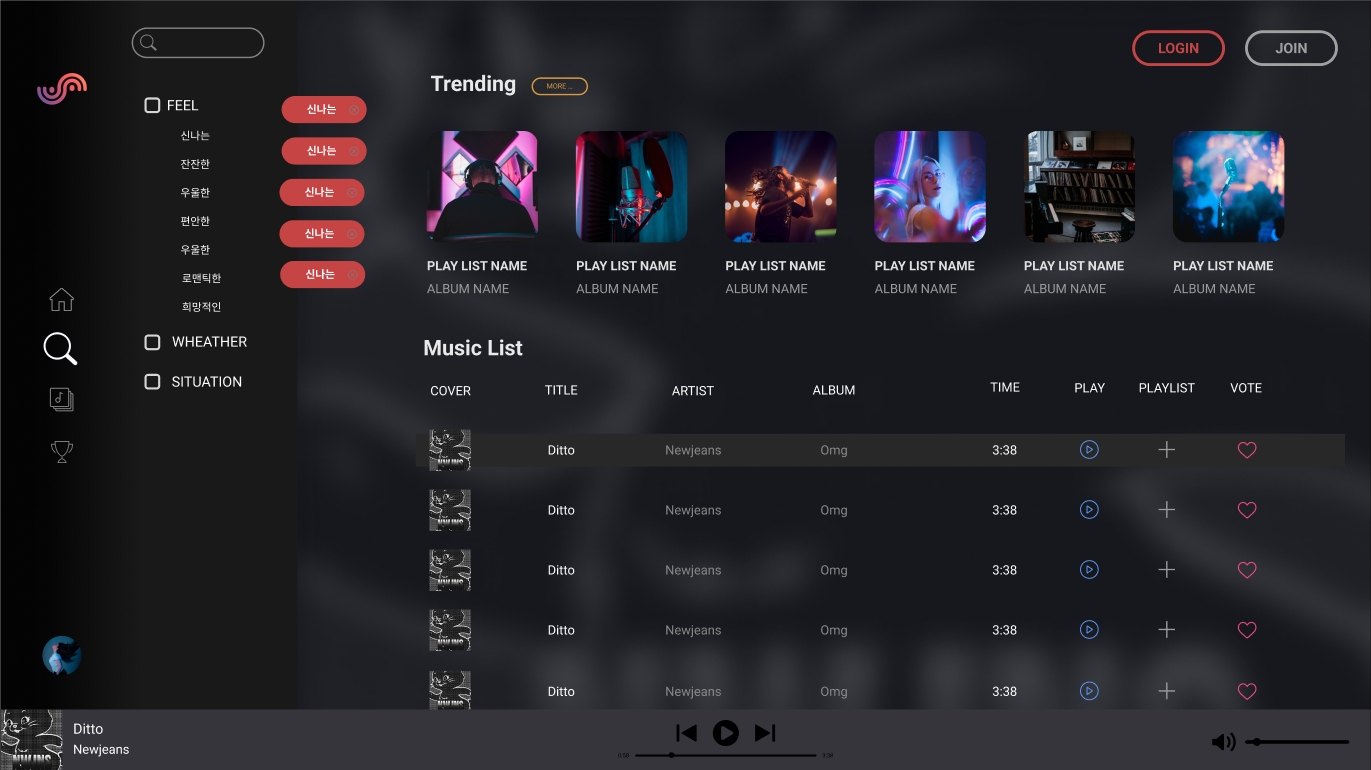 LOGIN
JOIN
Trending
MORE ...
FEEL
신나는
잔잔한
우울한
편안한
우울한
로맨틱한
희망적인
WHEATHER
SITUATION
신나는
신나는
신나는
신나는
신나는
PLAY LIST NAME
ALBUM NAME
PLAY LIST NAME
ALBUM NAME
PLAY LIST NAME
ALBUM NAME
PLAY LIST NAME
ALBUM NAME
PLAY LIST NAME
ALBUM NAME
PLAY LIST NAME
ALBUM NAME
Music List
COVER TITLE ARTIST ALBUM TIME PLAY PLAYLIST VOTE
Ditto Newjeans Omg 3:38
Ditto Newjeans Omg 3:38
Ditto Newjeans Omg 3:38
Ditto Newjeans Omg 3:38
Ditto Newjeans Omg 3:38
Ditto
Newjeans
0:58
3:38